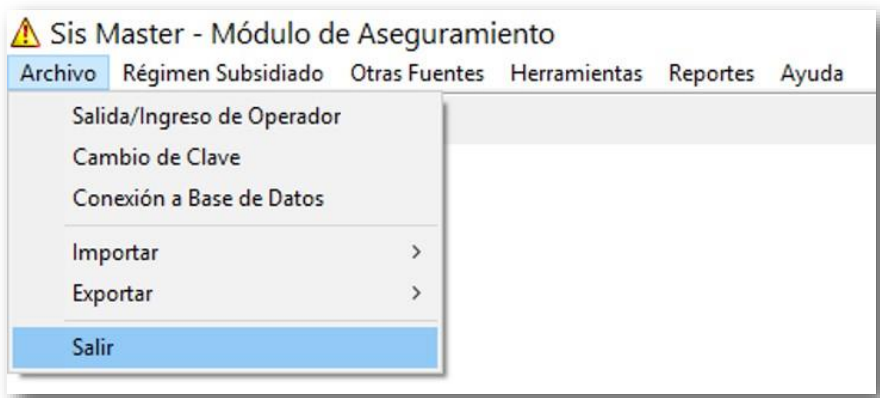 Sis Master - Módulo de Aseguramiento
Archivo Régimen Subsidiado Otras Fuentes Herramientas Reportes Ayuda
Salida/Ingreso de Operador
Cambio de Clave
Conexión a Base de Datos
Importar
Exportar
Salir